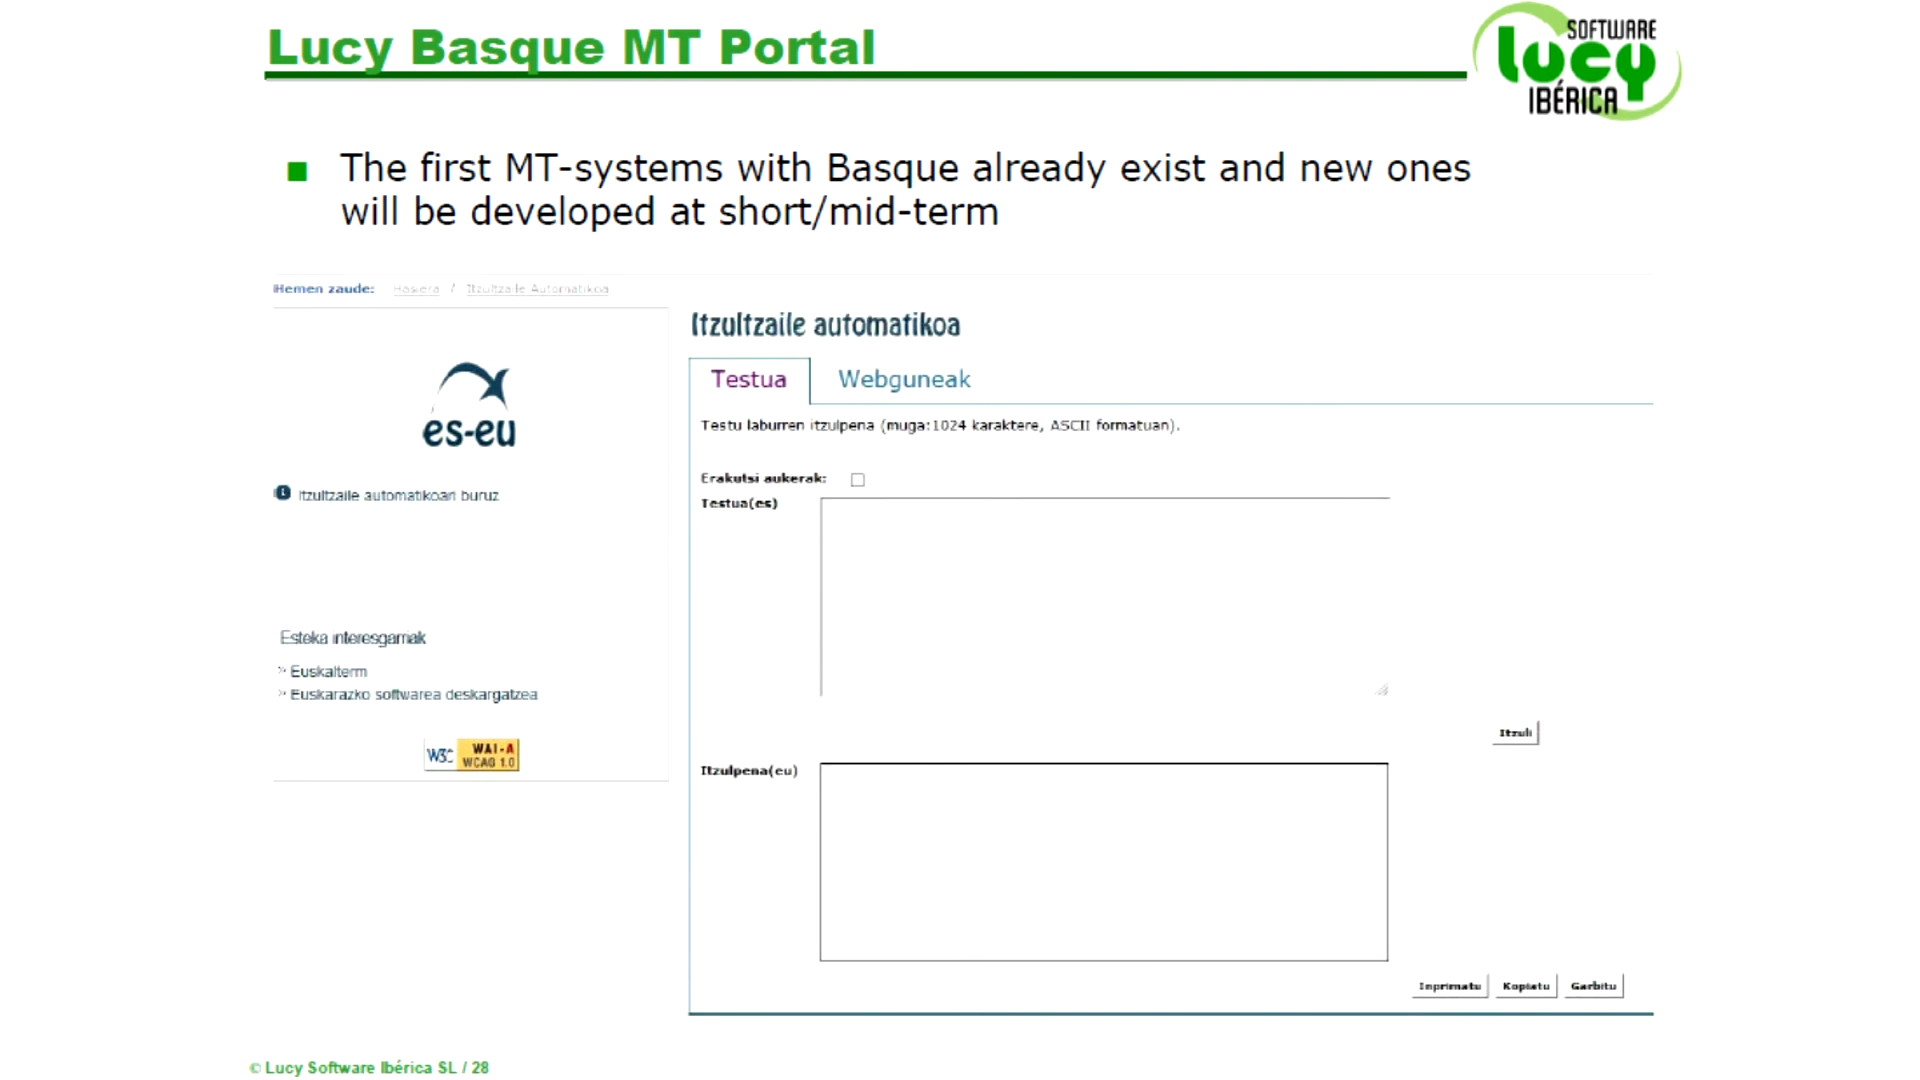 Lucy Basque MT Portal
SOFTWARE
Lucy
IBÉRICA
The first MT-systems with Basque already exist and new ones
will be developed at short/mid-term
Hemen zaude: Hasiera / Itzultzaile Automatikoa
Itzultzaile automatikoa
Testua Webguneak
es-eu
Testu laburren itzulpena (muga:1024 karaktere, ASCII formatuan).
Erakutsi aukerak:
Itzultzaile automatikoari buruz
Testua(es)
Esteka interesgarriak
Euskalterm
Euskarazko softwarea deskargatzea
W3C WAI-A
WCAG 1.0
Itzuli
Itzulpena(eu)
Inprimatu Kopiatu Garbitu
© Lucy Software Ibérica SL / 28